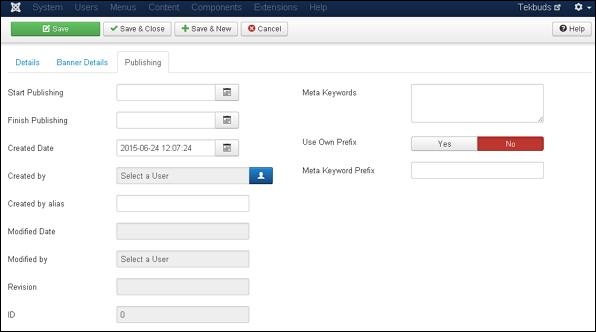 System Users Menus Content Components Extensions Help Tekbuds
Save Save & Close Save & New Cancel Help
Details Banner Details Publishing
Start Publishing
Finish Publishing
Created Date 2015-06-24 12:07:24
Created by Select a User
Created by alias
Modified Date
Modified by Select a User
Revision
ID 0
Meta Keywords
Use Own Prefix Yes No
Meta Keyword Prefix